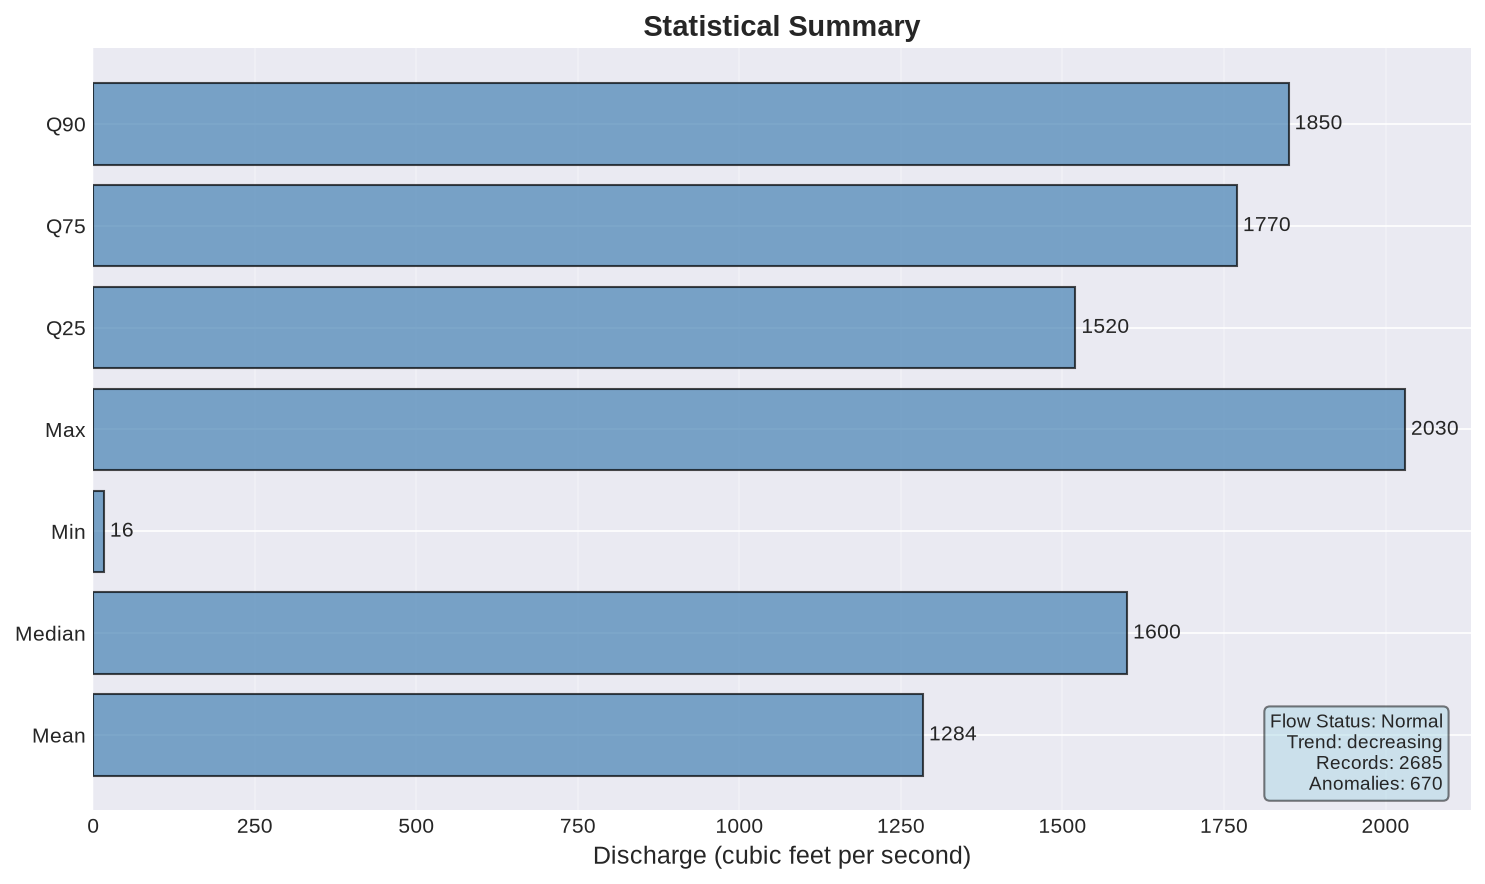 Statistical Summary
Q90
1850
Q75
1770
Q25
1520
Max
2030
Min
16
Median
1600
Mean
1284
Flow Status: Normal
Trend: decreasing
Records: 2685
Anomalies: 670
0 250 500 750 1000 1250 1500 1750 2000
Discharge (cubic feet per second)